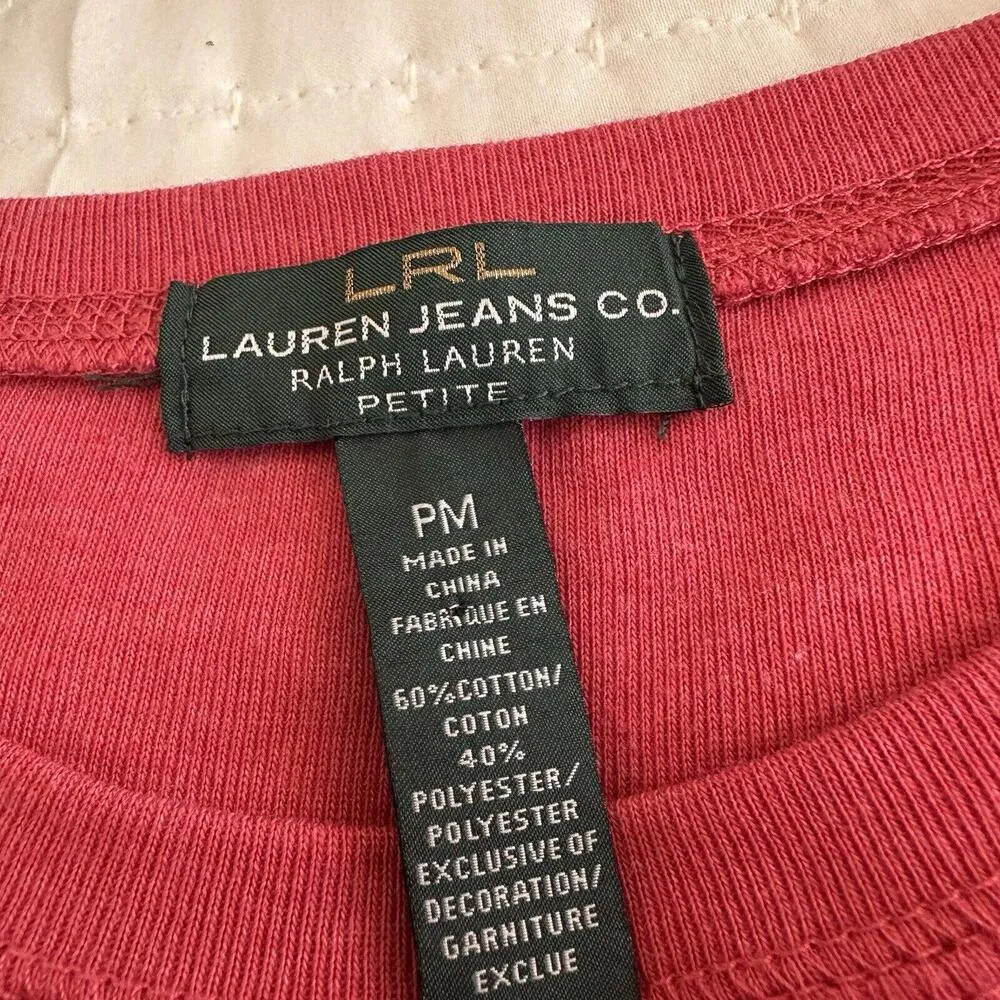 LRL
LAUREN JEANS CO.
RALPH LAUREN
PETITE
PM
MADE IN
CHINA
FABRIQUE EN
CHINE
60%COTTON/
COTON
40%
POLYESTER/
POLYESTER
EXCLUSIVE OF
DECORATION/
GARNITURE
EXCLUE